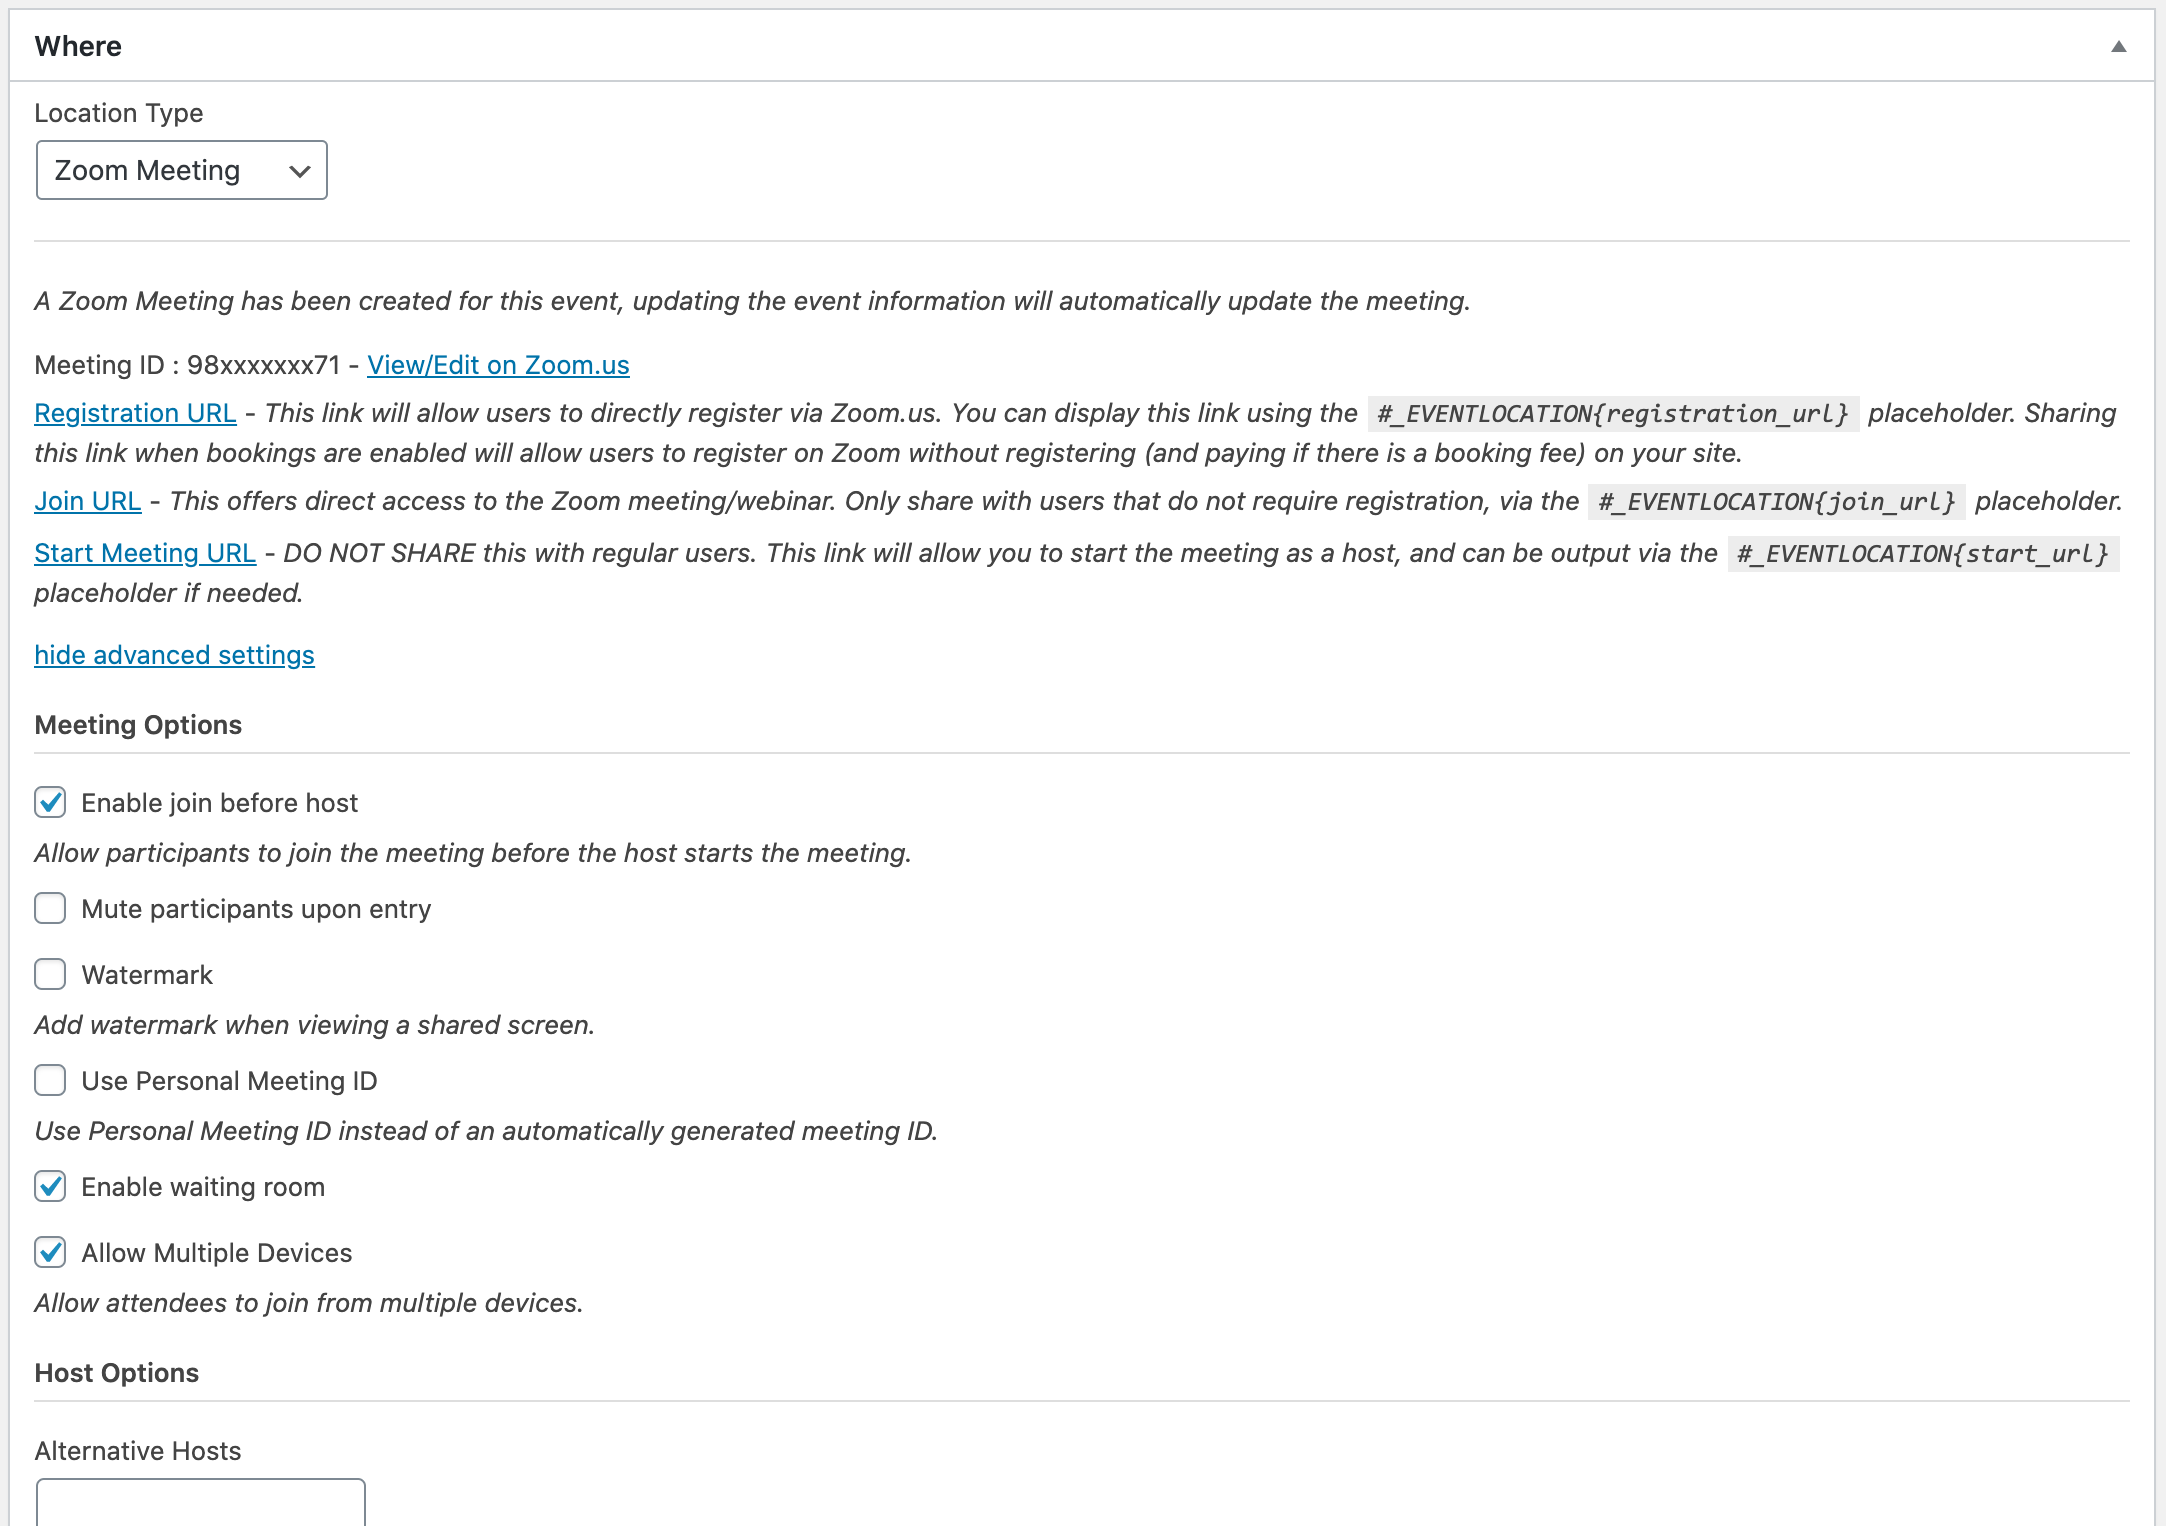 Where
Location Type
Zoom Meeting
A Zoom Meeting has been created for this event, updating the event information will automatically update the meeting.
Meeting ID : 98xxxxxxx71 - View/Edit on Zoom.us
Registration URL - This link will allow users to directly register via Zoom.us. You can display this link using the #_EVENTLOCATION{registration_url} placeholder. Sharing
this link when bookings are enabled will allow users to register on Zoom without registering (and paying if there is a booking fee) on your site.
Join URL - This offers direct access to the Zoom meeting/webinar. Only share with users that do not require registration, via the #_EVENTLOCATION{join_url} placeholder.
Start Meeting URL - DO NOT SHARE this with regular users. This link will allow you to start the meeting as a host, and can be output via the #_EVENTLOCATION{start_url}
placeholder if needed.
hide advanced settings
Meeting Options
Enable join before host
Allow participants to join the meeting before the host starts the meeting.
Mute participants upon entry
Watermark
Add watermark when viewing a shared screen.
Use Personal Meeting ID
Use Personal Meeting ID instead of an automatically generated meeting ID.
Enable waiting room
Allow Multiple Devices
Allow attendees to join from multiple devices.
Host Options
Alternative Hosts